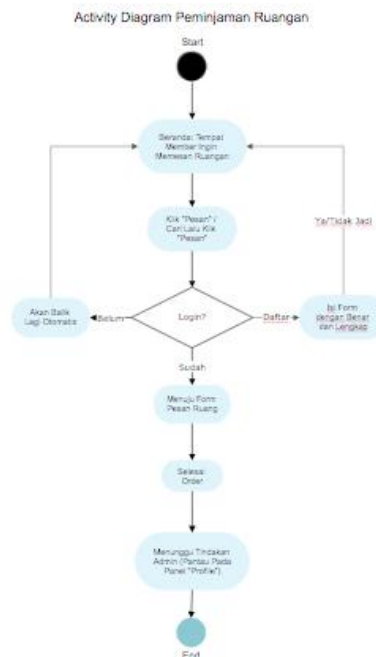 Activity Diagram Peminjaman Ruangan
Start
Beranda: Tempat
Member Ingin
Memesan Ruangan
Klik "Pesan" /
Cari Lalu Klik
"Pesan"
Ya/Tidak Jadi
Akan Balik
Lagi Otomatis
Belum
Login?
Daftar
Isi Form
dengan Benar
dan Lengkap
Sudah
Menuju Form
Pesan Ruang
Selesai
Order
Menunggu Tindakan
Admin (Pantau Pada
Panel "Profile")
End